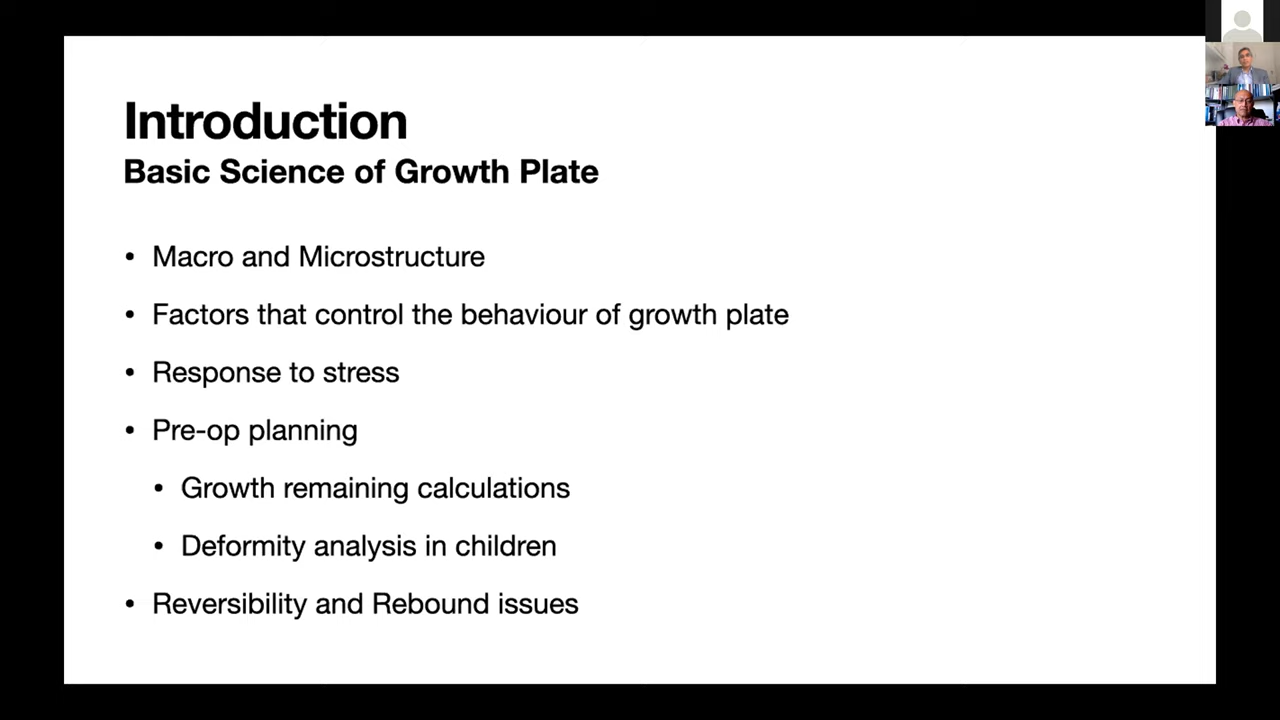 Introduction
Basic Science of Growth Plate
• Macro and Microstructure
• Factors that control the behaviour of growth plate
• Response to stress
• Pre-op planning
• Growth remaining calculations
• Deformity analysis in children
• Reversibility and Rebound issues